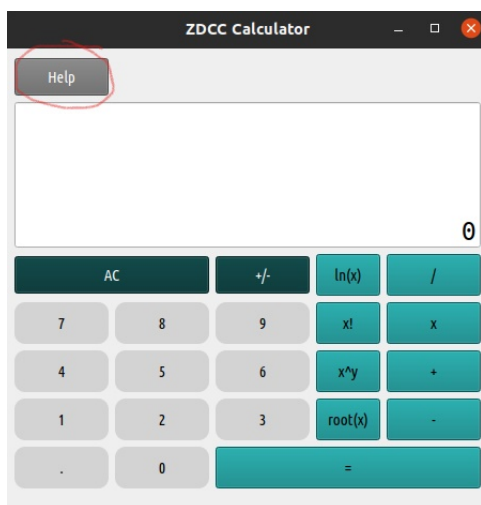 ZDCC Calculator
Help
0
AC +/- ln(x) /
7 8 9 x! x
4 5 6 x^y +
1 2 3 root(x) -
. 0 =